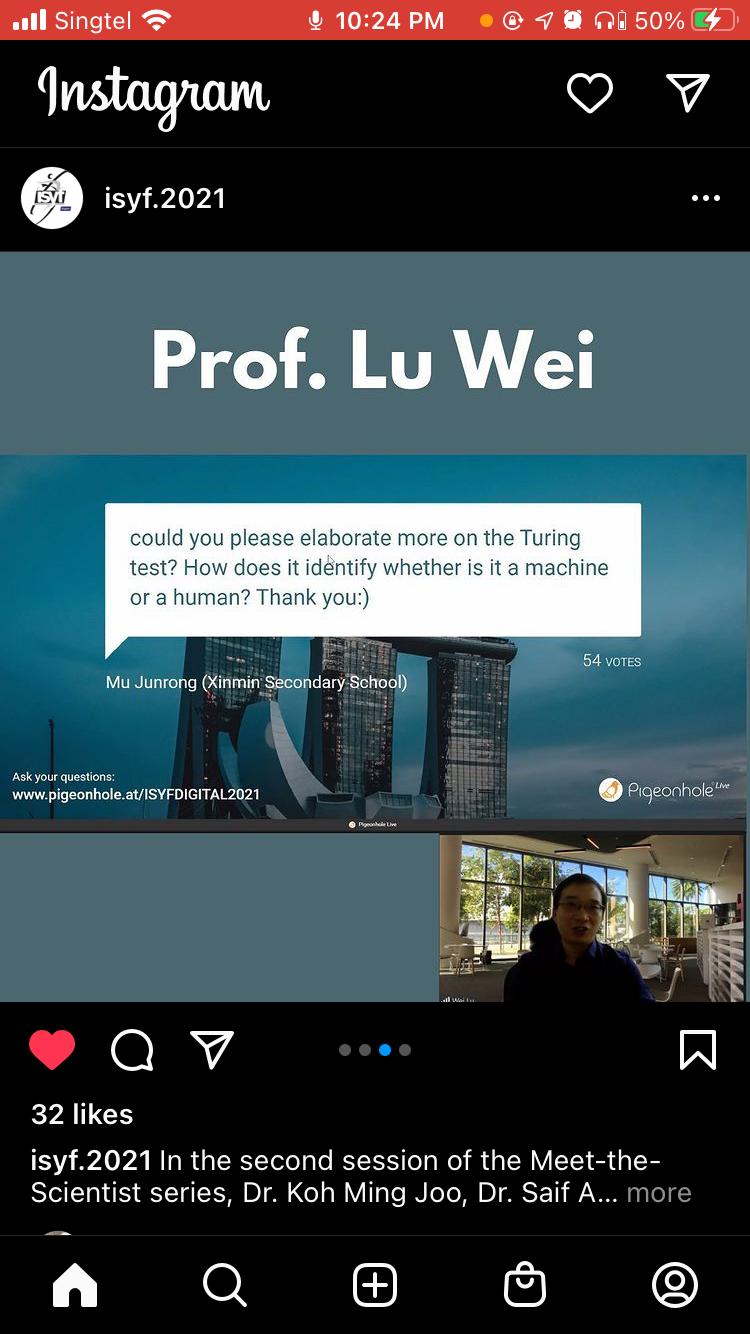 Singtel 10:24 PM 50%
Instagram
isyf isyf.2021
Prof. Lu Wei
could you please elaborate more on the Turing
test? How does it identify whether is it a machine
or a human? Thank you:)
54 VOTES
Mu Junrong (Xinmin Secondary School)
Ask your questions:
www.pigeonhole.at/ISYFDIGITAL2021
Pigeonhole Live
Pigeonhole Live
Wei Lu
32 likes
isyf.2021 In the second session of the Meet-the-
Scientist series, Dr. Koh Ming Joo, Dr. Saif A... more